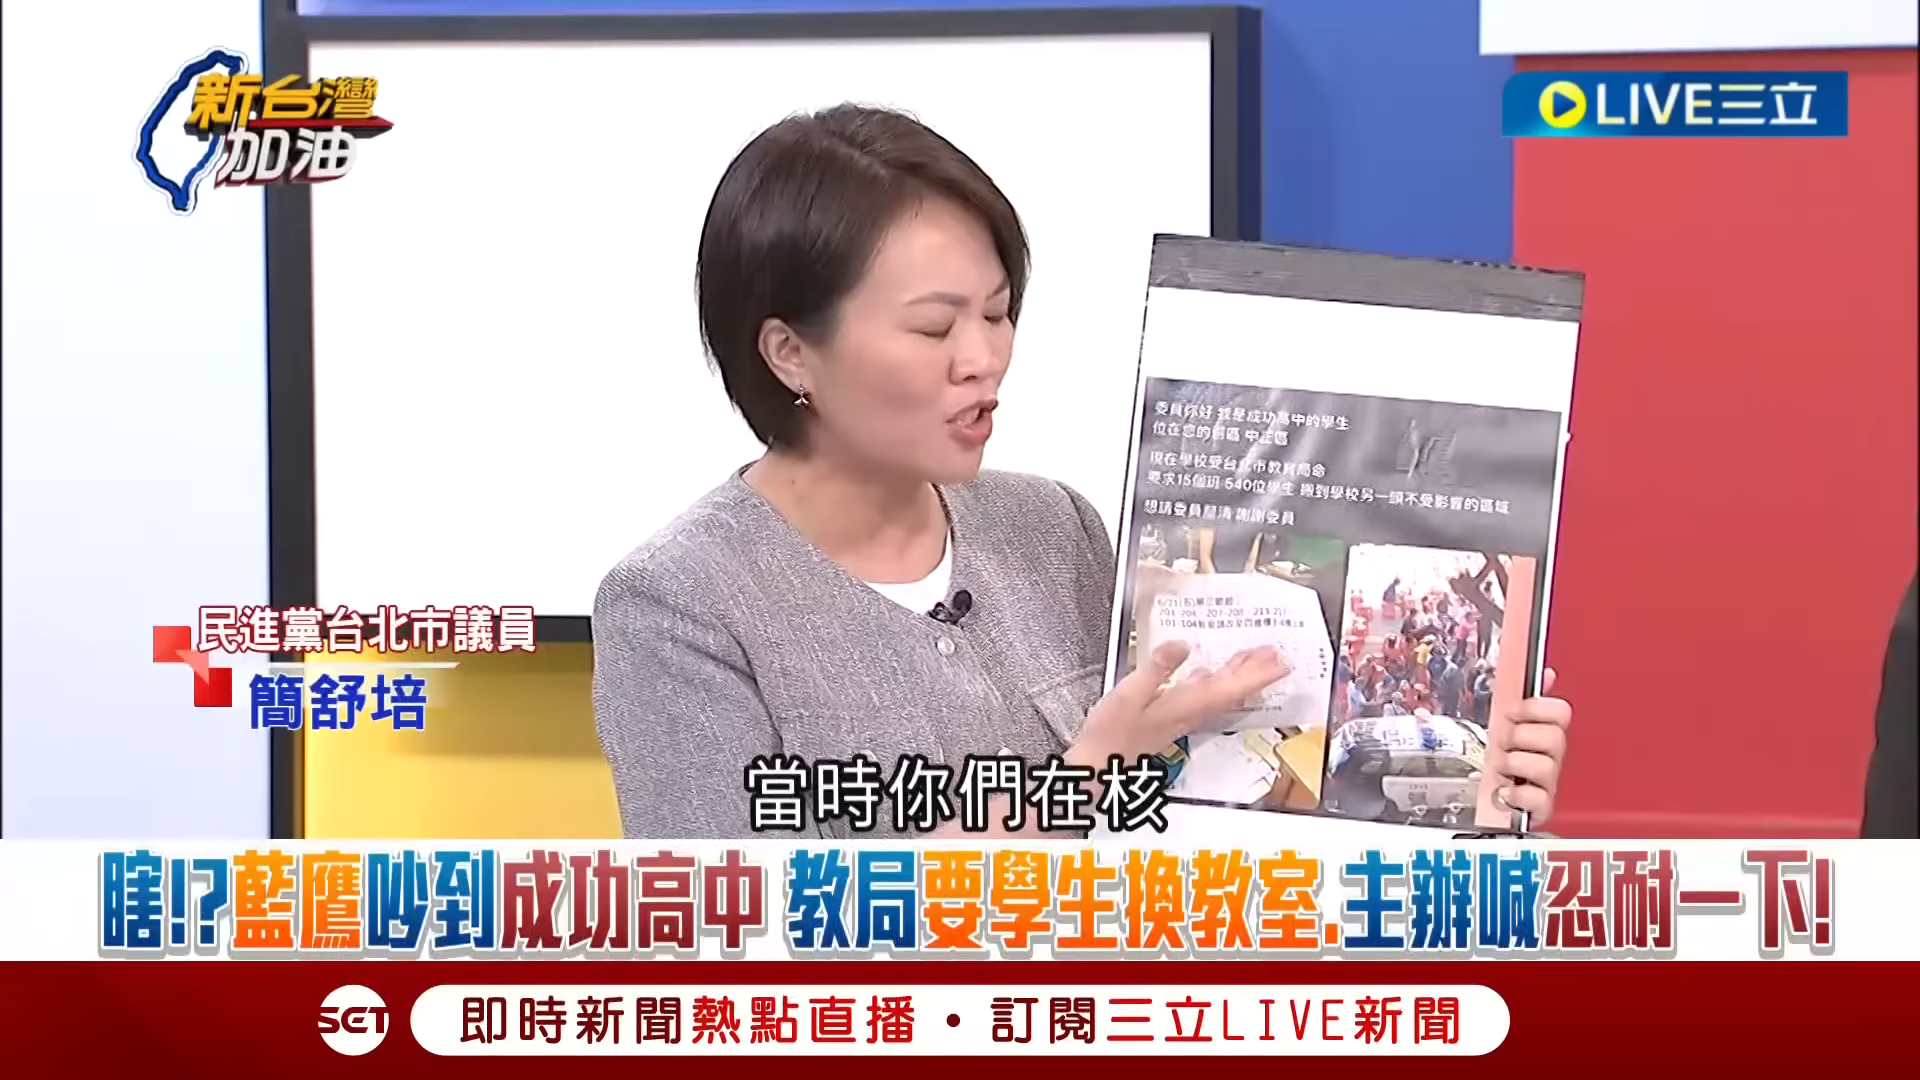 新台灣
加油
LIVE三立
委員你好 我是成功高中的學生
位在您的選區 中正區
現在學校受台北市教育局命
要求15個班 540位學生 搬到學校另一頭不受影響的區域
想請委員釐清 謝謝委員
6/21(五)第三節起
民進黨台北市議員
簡舒培
當時你們在核
瞎!?藍鷹吵到成功高中 教局要學生換教室.主辦喊忍耐一下!
SET
即時新聞熱點直播・訂閱三立LIVE新聞